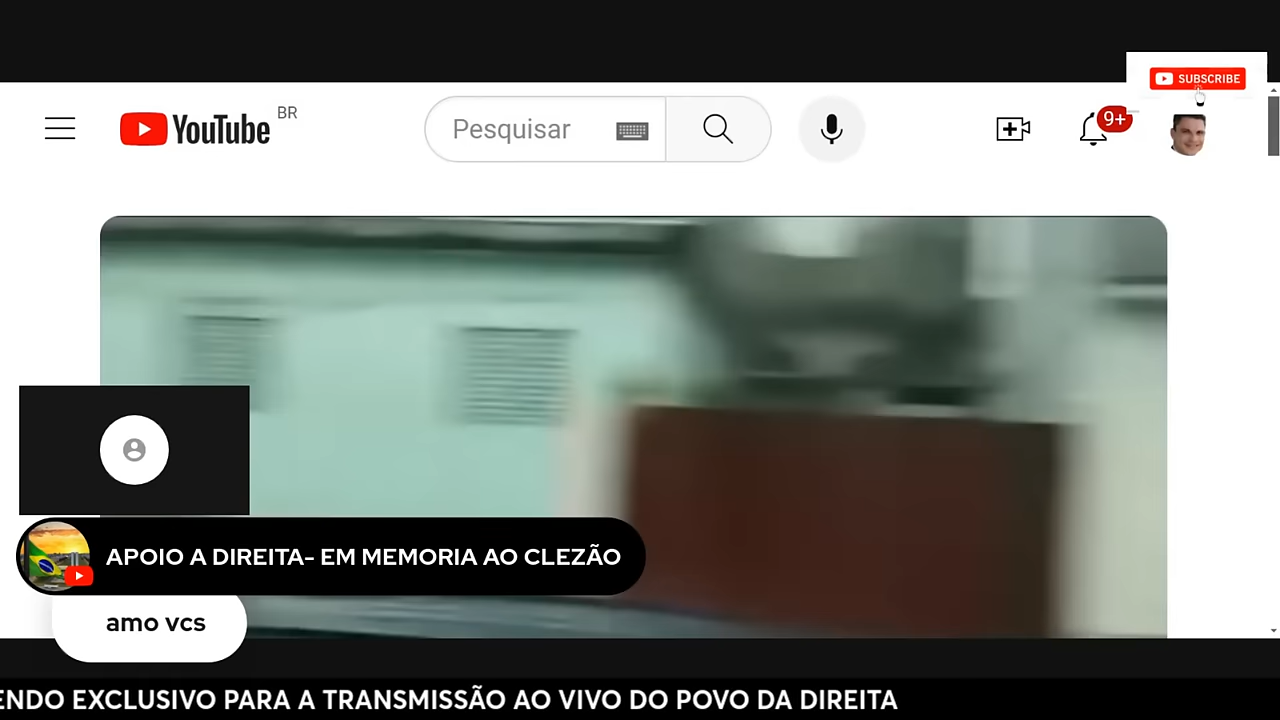 SUBSCRIBE
YouTube BR
Pesquisar
9+
APOIO A DIREITA- EM MEMORIA AO CLEZÃO
amo vcs
ENDO EXCLUSIVO PARA A TRANSMISSÃO AO VIVO DO POVO DA DIREITA